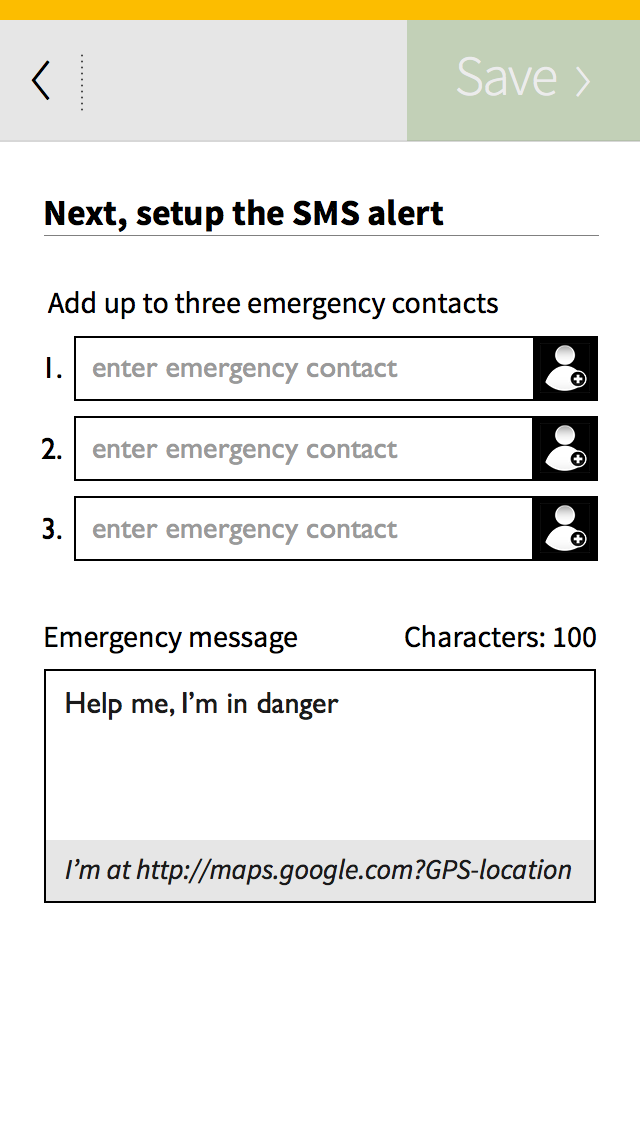 Save
Next, setup the SMS alert
Add up to three emergency contacts
1. enter emergency contact
2. enter emergency contact
3. enter emergency contact
Emergency message Characters: 100
Help me, I’m in danger
I’m at http://maps.google.com?GPS-location